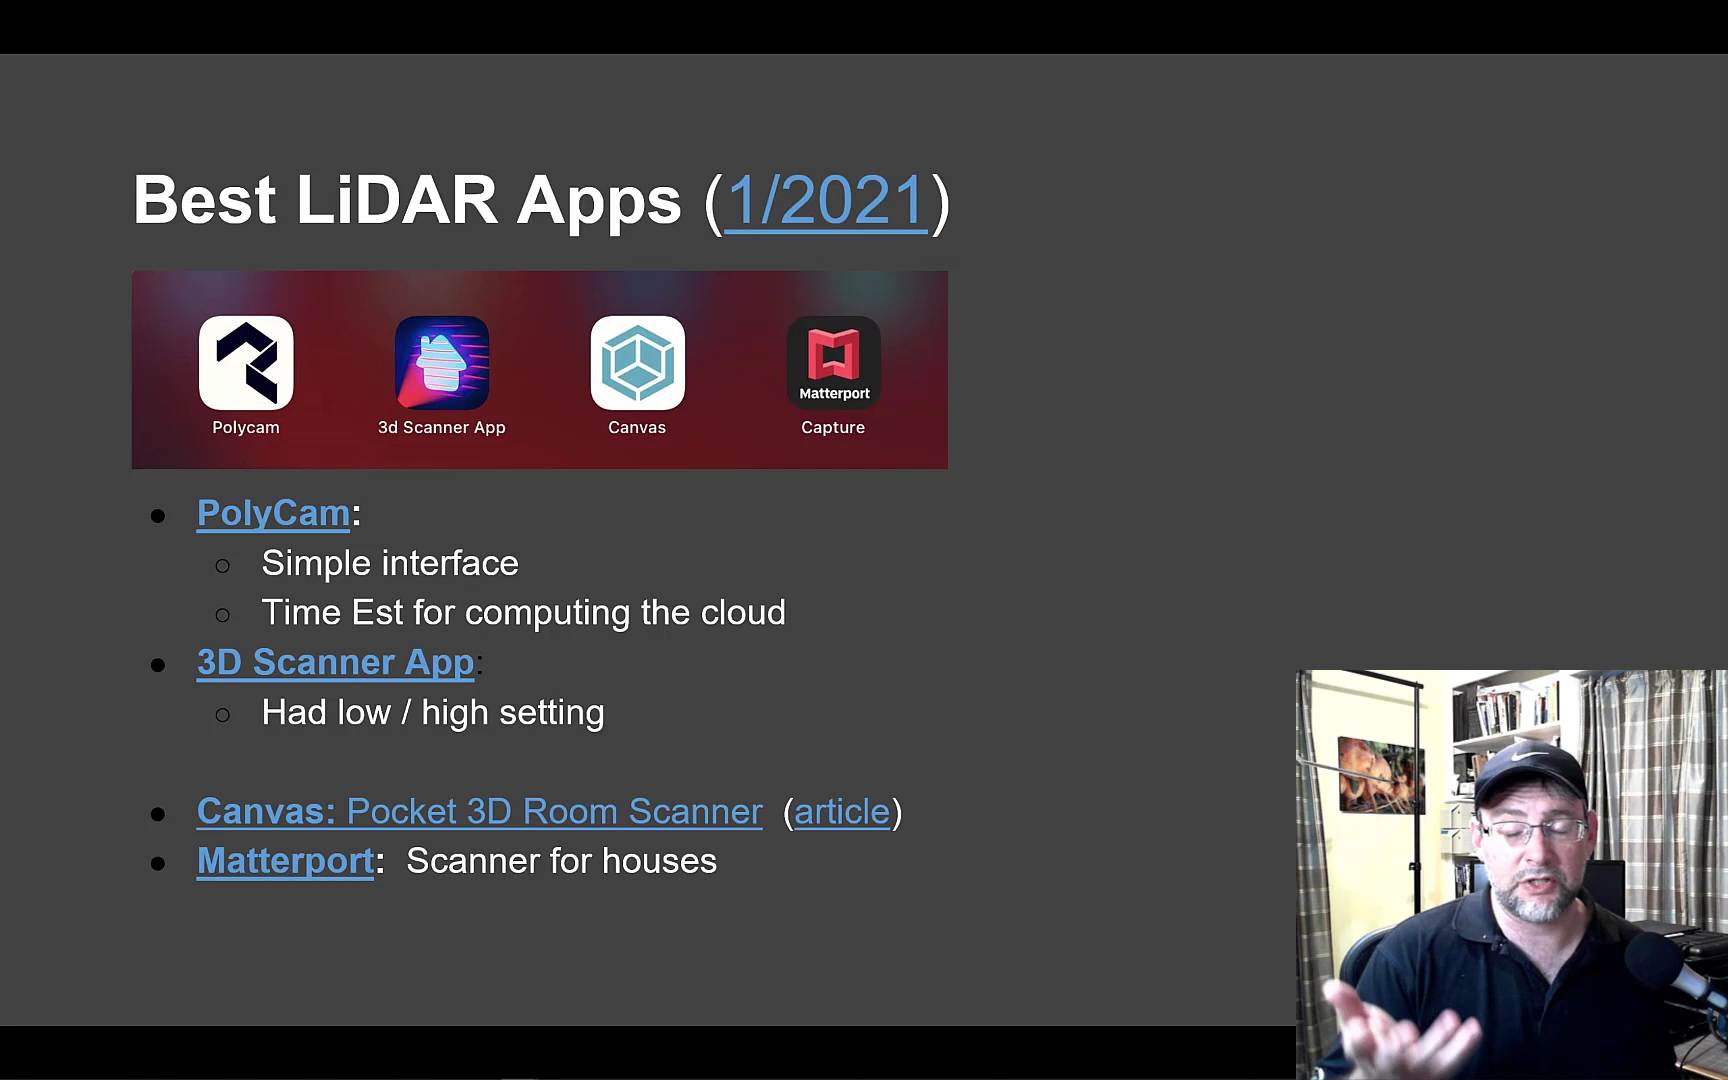 Best LiDAR Apps (1/2021)
Matterport
Polycam
3d Scanner App
Canvas
Capture
● PolyCam:
○ Simple interface
○ Time Est for computing the cloud
● 3D Scanner App:
○ Had low / high setting
● Canvas: Pocket 3D Room Scanner (article)
● Matterport: Scanner for houses